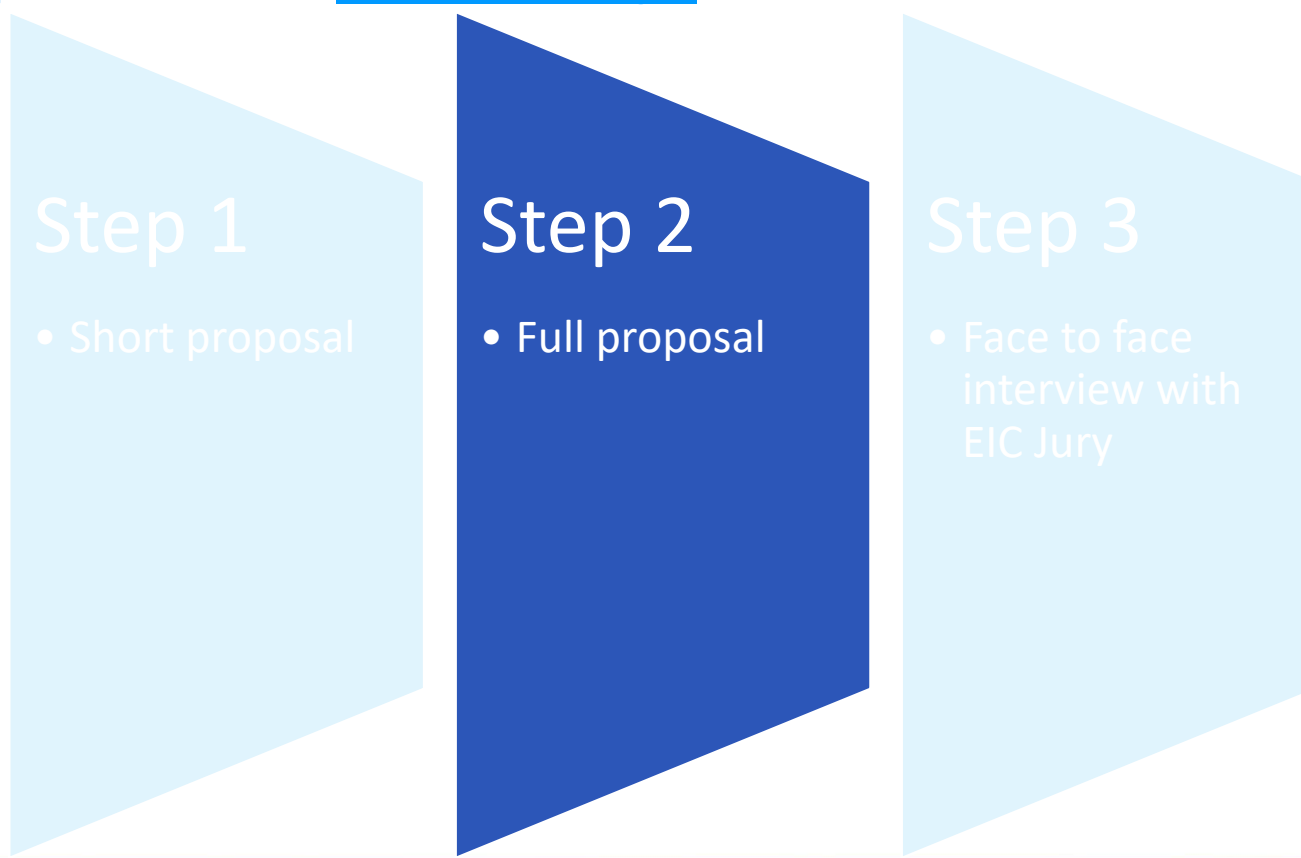 Step 1
• Short proposal
Step 2
• Full proposal
Step 3
• Face to face
interview with
EIC Jury